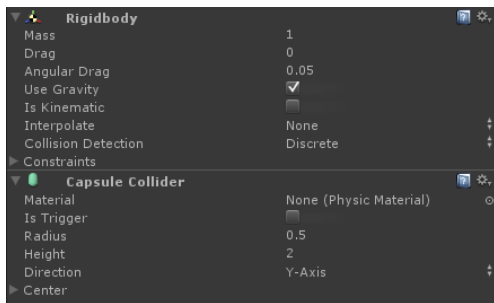 Rigidbody
Mass 1
Drag 0
Angular Drag 0.05
Use Gravity
Is Kinematic
Interpolate None
Collision Detection Discrete
Constraints
Capsule Collider
Material None (Physic Material)
Is Trigger
Radius 0.5
Height 2
Direction Y-Axis
Center